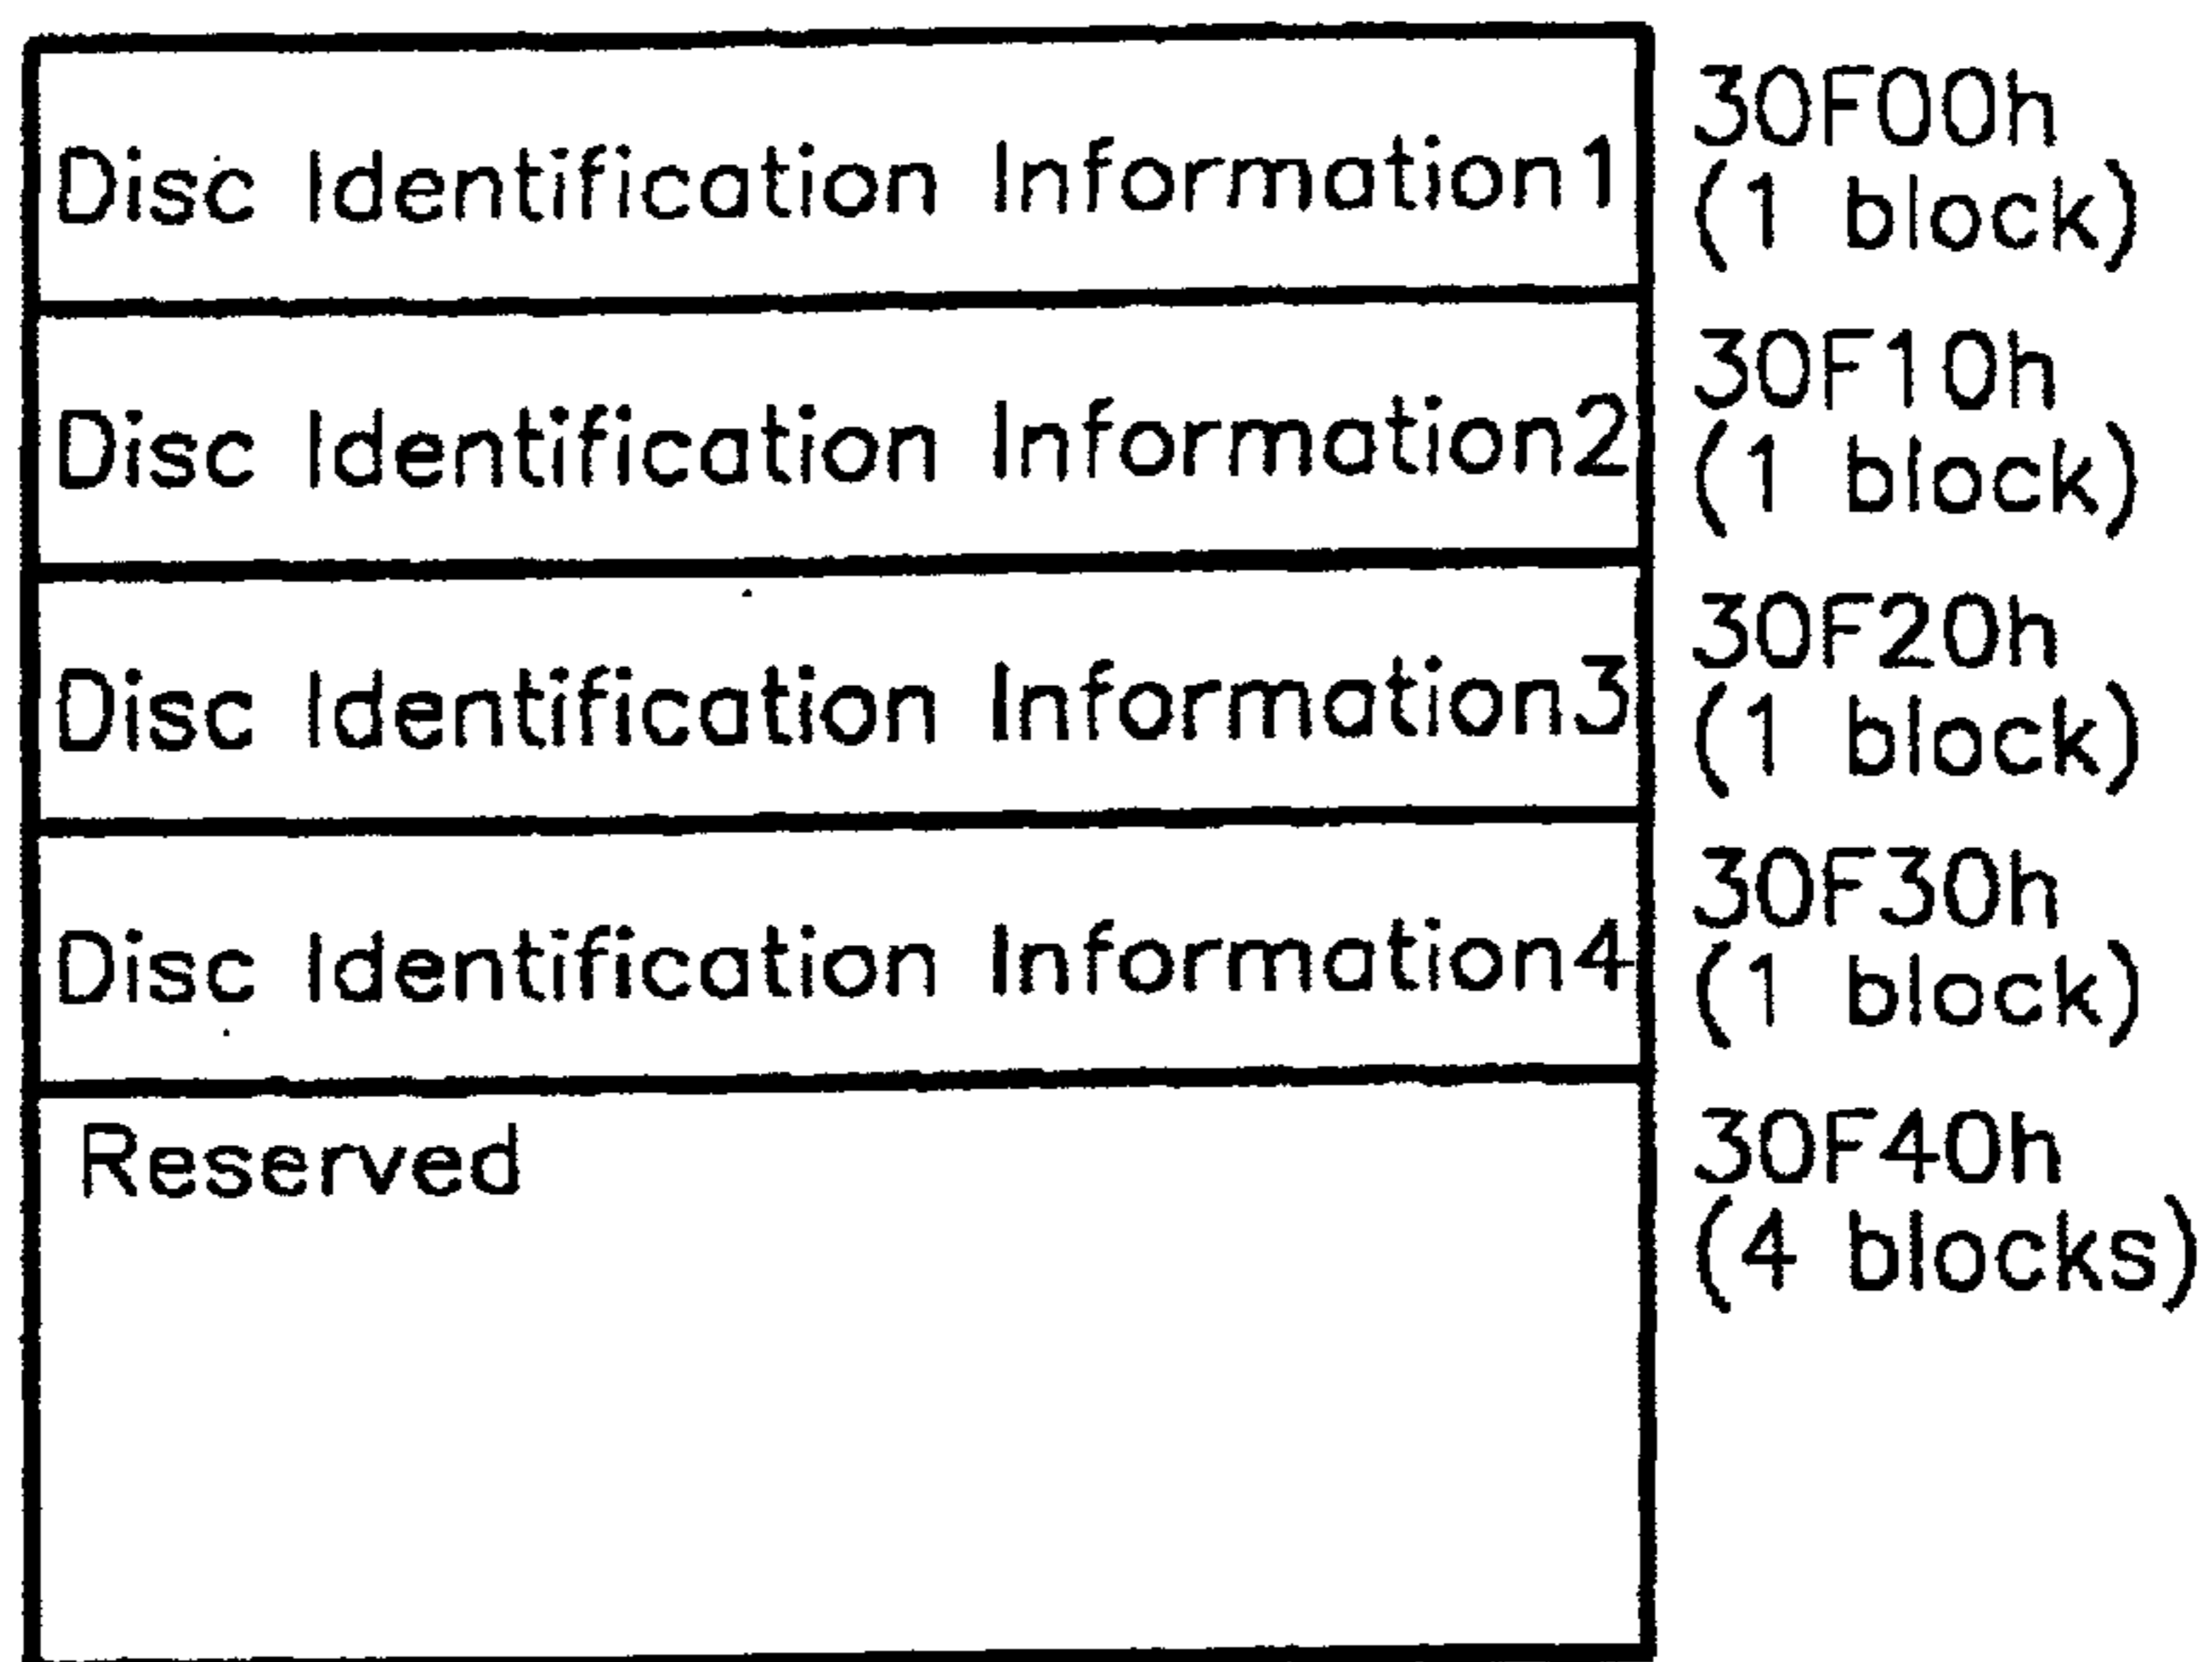 Disc Identification Information1
30F00h
(1 block)
Disc Identification Information2
30F10h
(1 block)
Disc Identification Information3
30F20h
(1 block)
Disc Identification Information4
30F30h
(1 block)
Reserved
30F40h
(4 blocks)